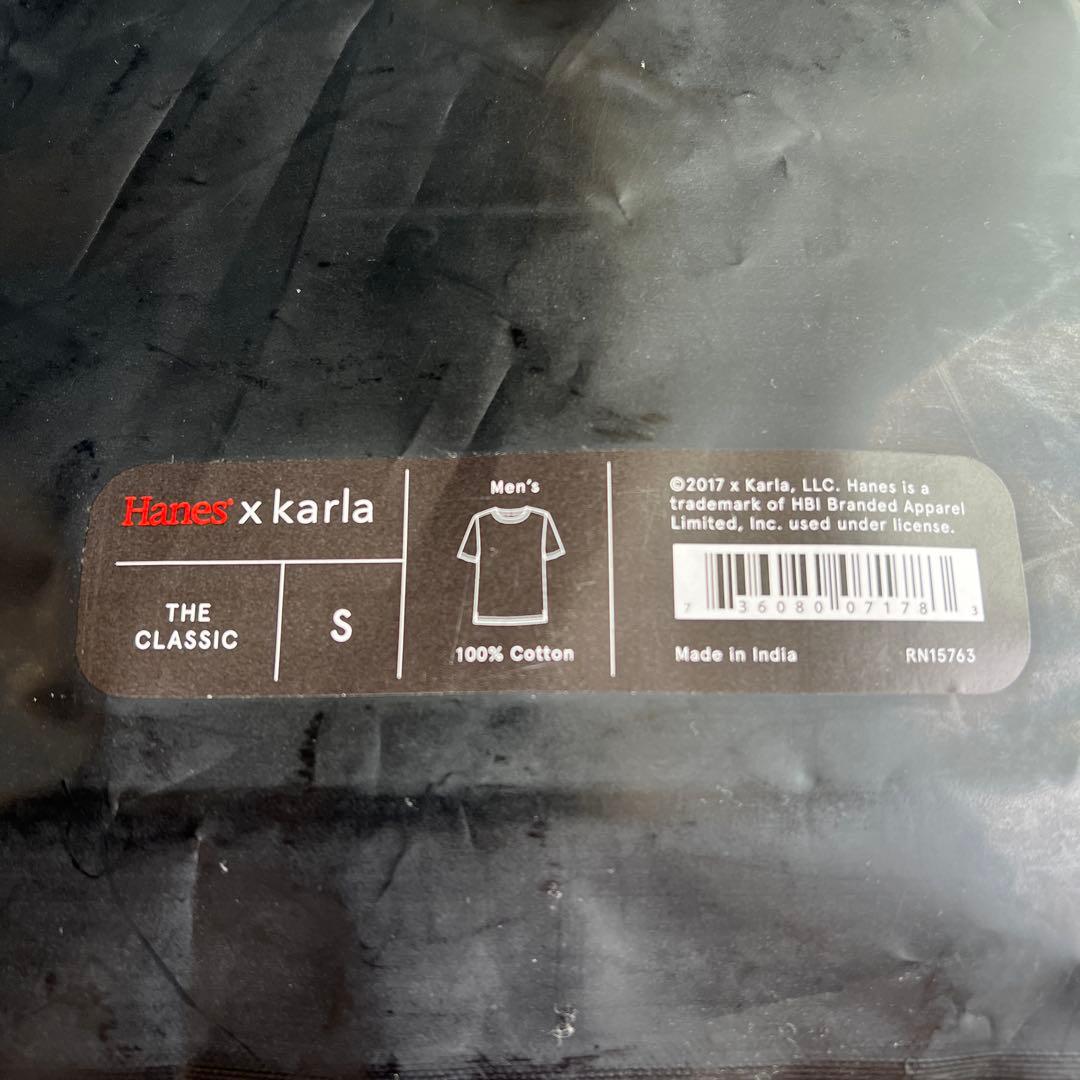 Hanes x karla
THE
CLASSIC
S
Men's
100% Cotton
©2017 x Karla, LLC. Hanes is a
trademark of HBI Branded Apparel
Limited, Inc. used under license.
7 36080 07178 3
Made in India
RN15763